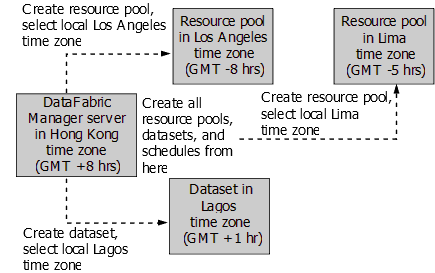 Create resource pool,
select local Los Angeles
time zone
Resource pool
in Los Angeles
time zone
(GMT -8 hrs)
Resource pool
in Lima
time zone
(GMT -5 hrs)
DataFabric
Manager server
in Hong Kong
time zone
(GMT +8 hrs)
Create all
resource pools,
datasets, and
schedules from
here
Create resource pool,
select local Lima
time zone
Dataset in
Lagos
time zone
(GMT +1 hr)
Create dataset,
select local Lagos
time zone